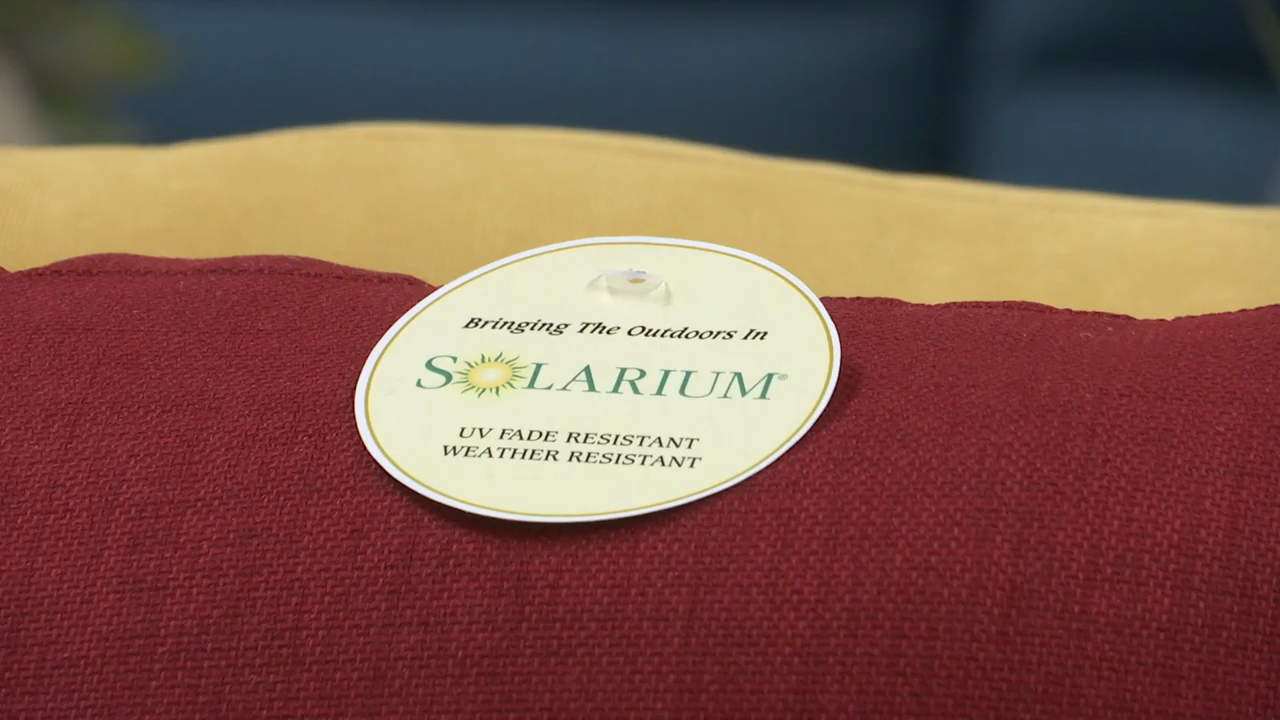 Bringing The Outdoors In
SOLARIUM®
UV FADE RESISTANT
WEATHER RESISTANT